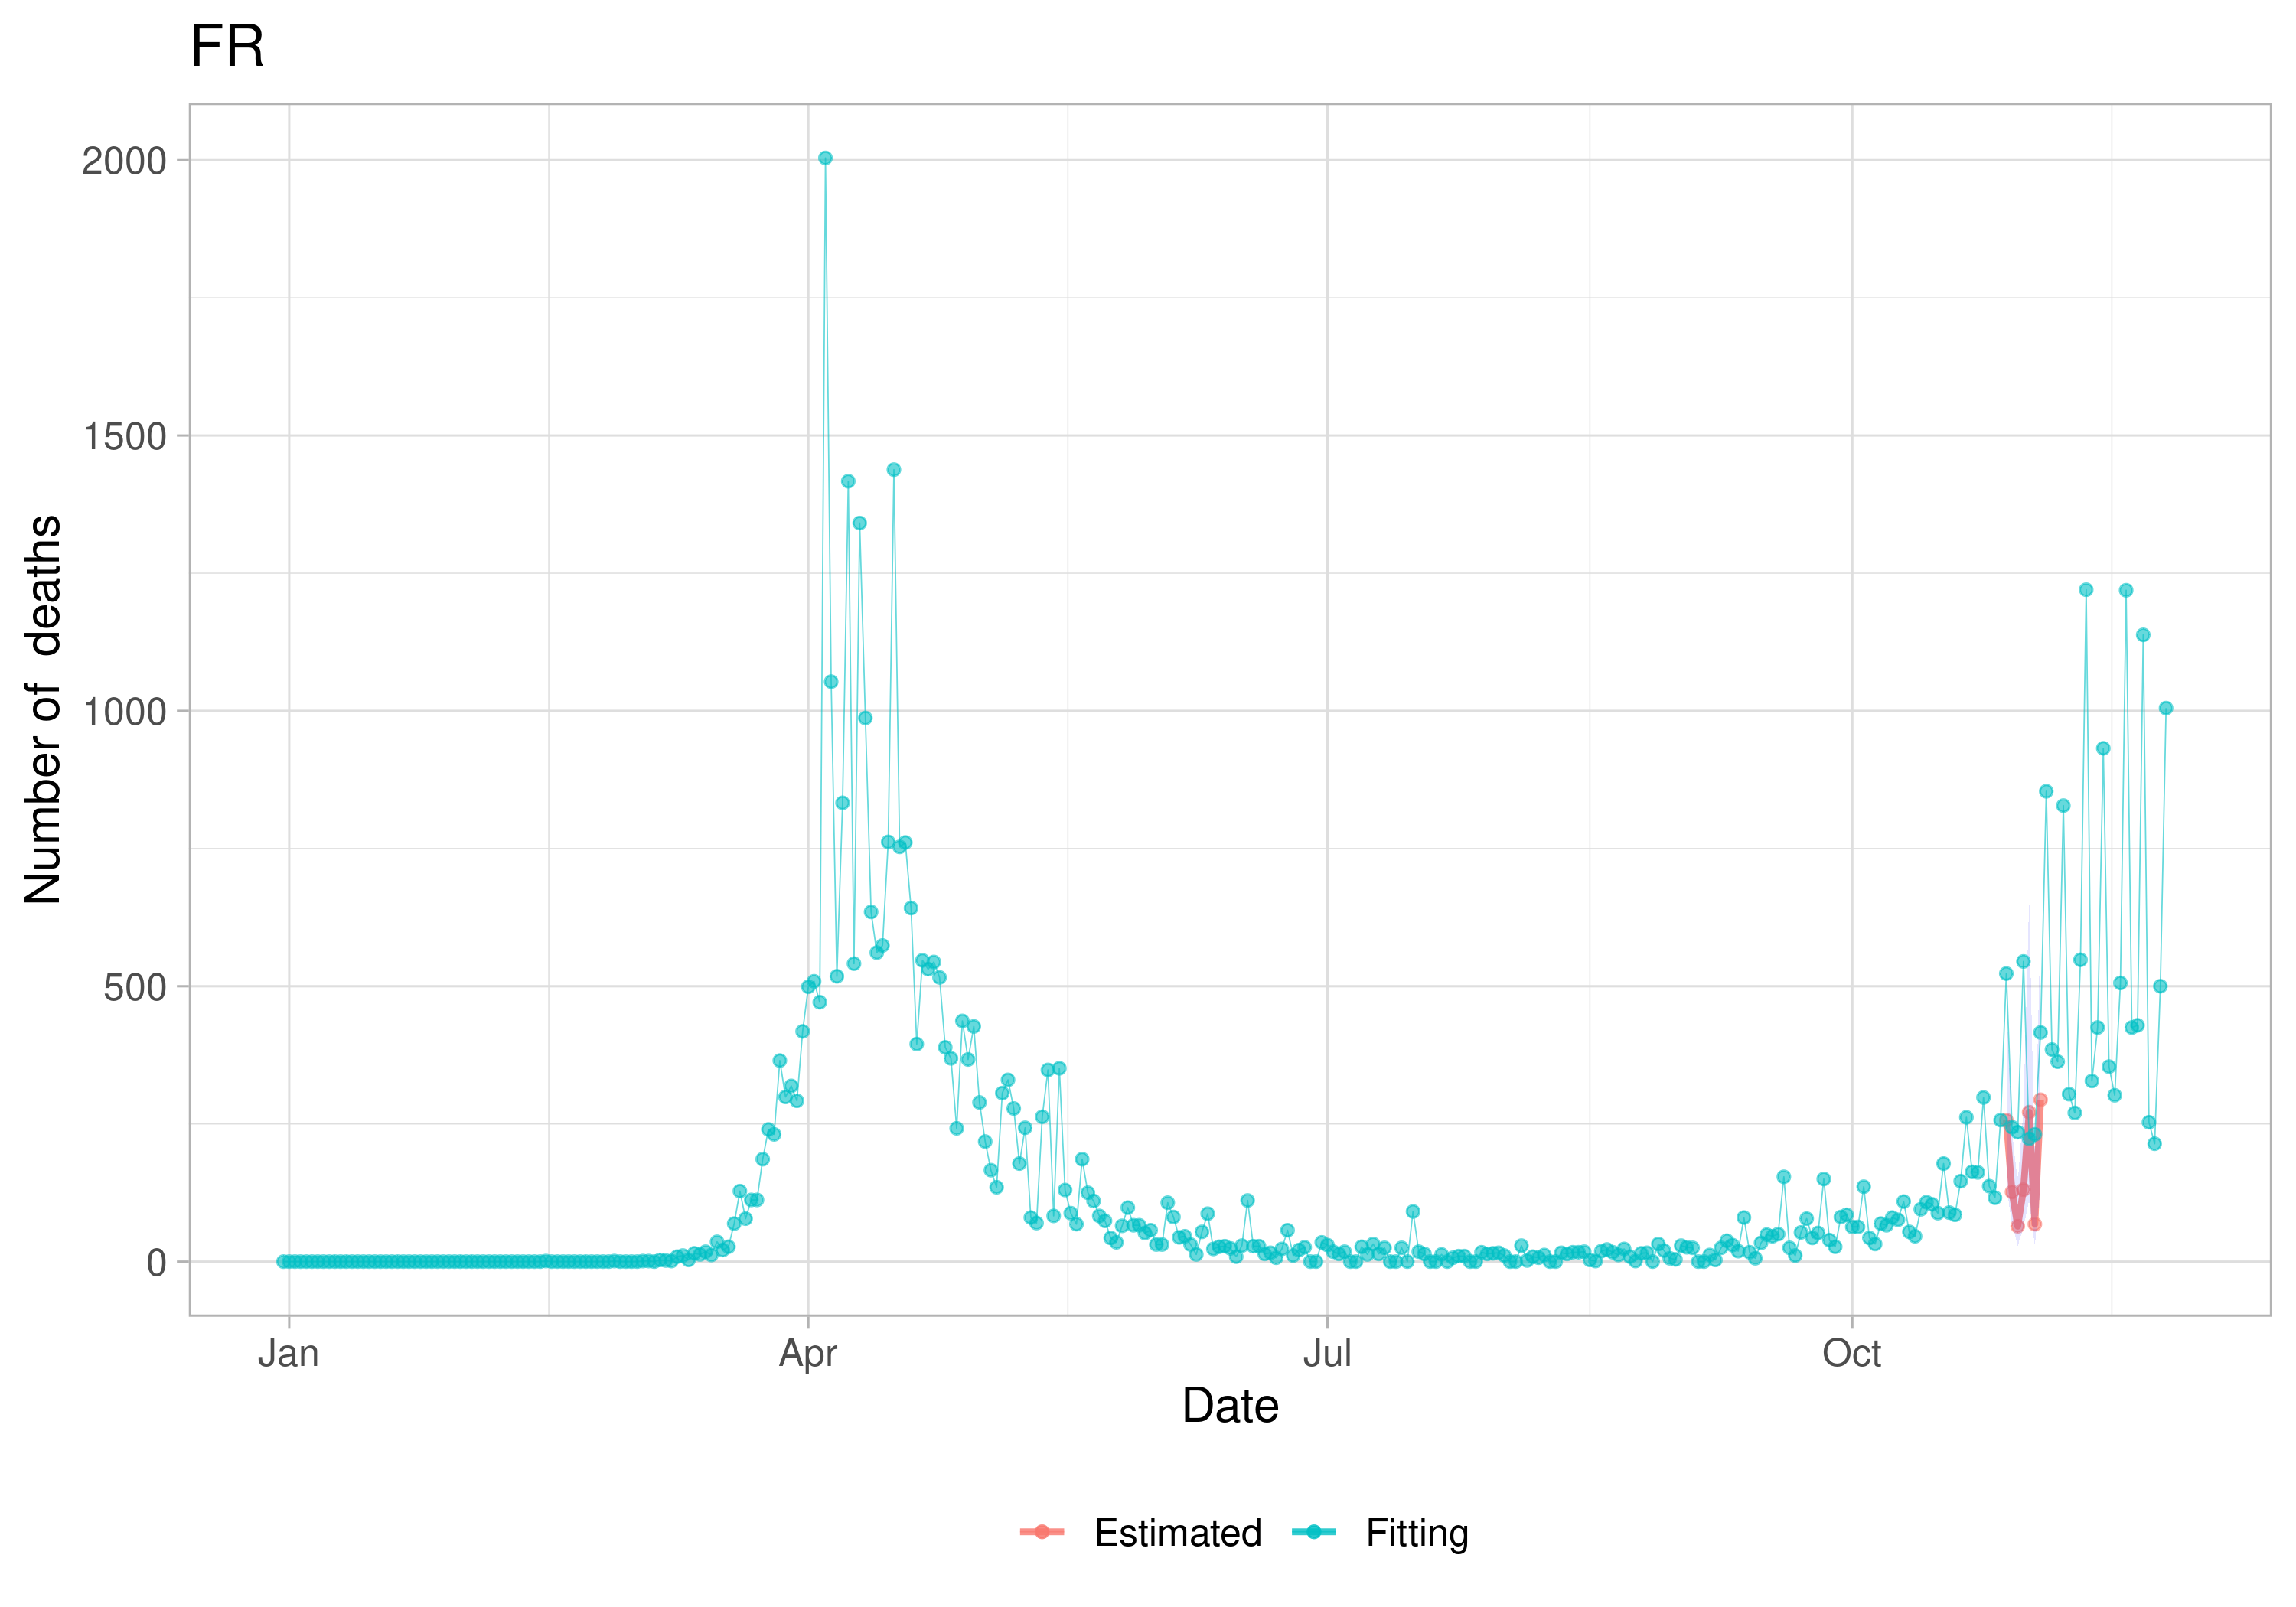 FR
Number of deaths
2000
1500
1000
500
0
Jan Apr Jul Oct
Date
Estimated Fitting